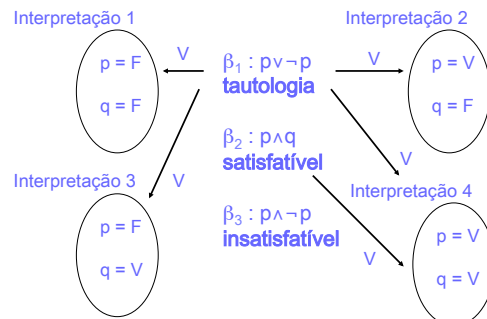 Interpretação 1
p = F
q = F
V
β₁ : p∨¬p
tautologia
V
Interpretação 2
p = V
q = F
β₂ : p∧q
satisfatível
V
V
Interpretação 3
p = F
q = V
β₃ : p∧¬p
insatisfatível
V
Interpretação 4
p = V
q = V